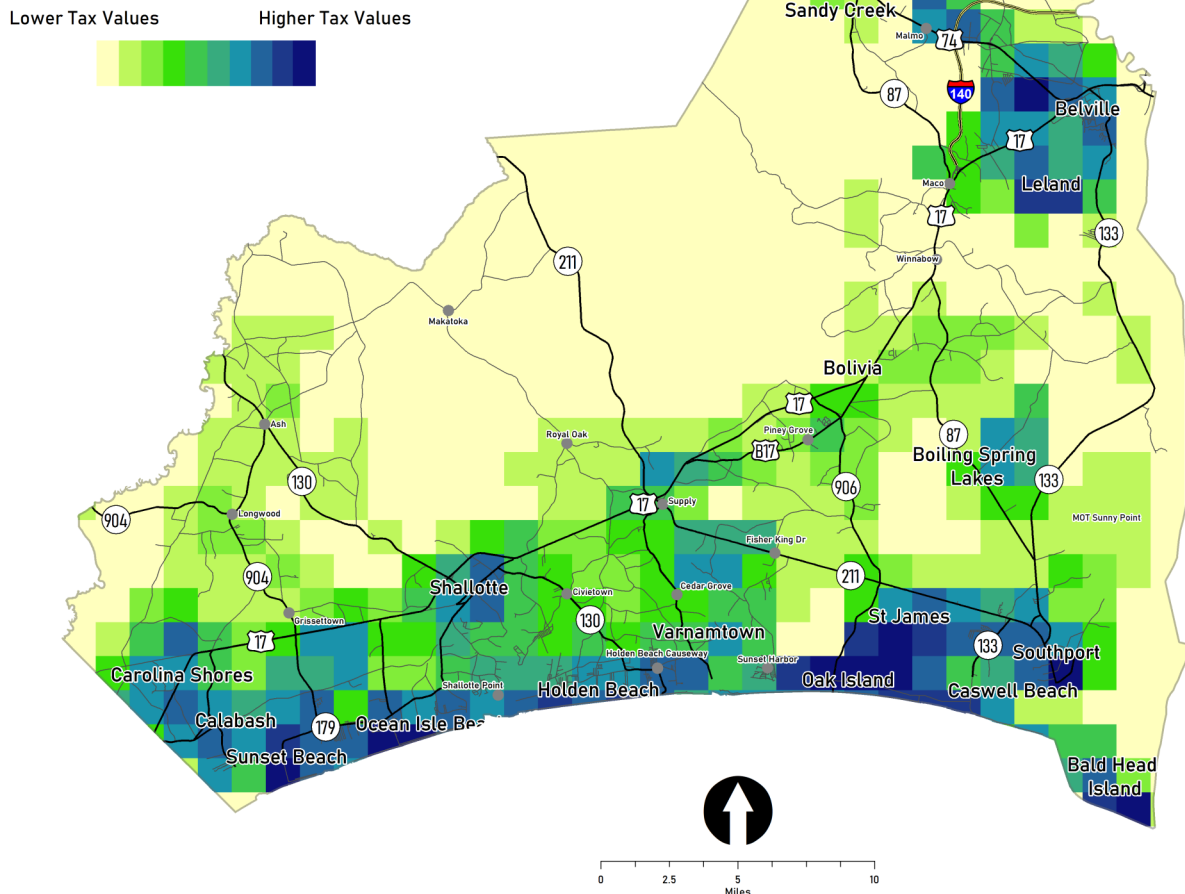 Lower Tax Values
Higher Tax Values
Sandy Creek
Malmo
74
87
140
Belville
17
Maco
Leland
17
133
Winnabow
211
Makatoka
Bolivia
17
Ash
Royal Oak
Piney Grove
B17
87
Boiling Spring
Lakes
130
906
133
904
Longwood
17
Supply
MOT Sunny Point
Fisher King Dr
904
Shallotte
Civietown
Cedar Grove
211
Grissettown
St James
17
130
Varnamtown
133
Southport
Holden Beach Causeway
Sunset Harbor
Carolina Shores
Shallotte Point
Holden Beach
Oak Island
Caswell Beach
Calabash
179
Ocean Isle Bea
Sunset Beach
Bald Head
Island
0
2.5
5
10
Miles